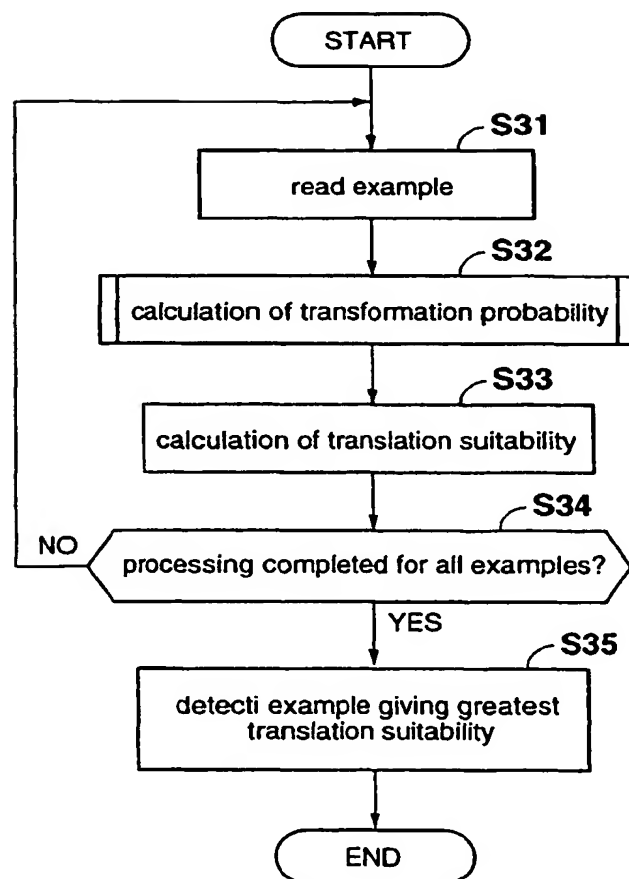 START
S31
read example
S32
calculation of transformation probability
S33
calculation of translation suitability
S34
NO
processing completed for all examples?
YES
S35
detecti example giving greatest
translation suitability
END